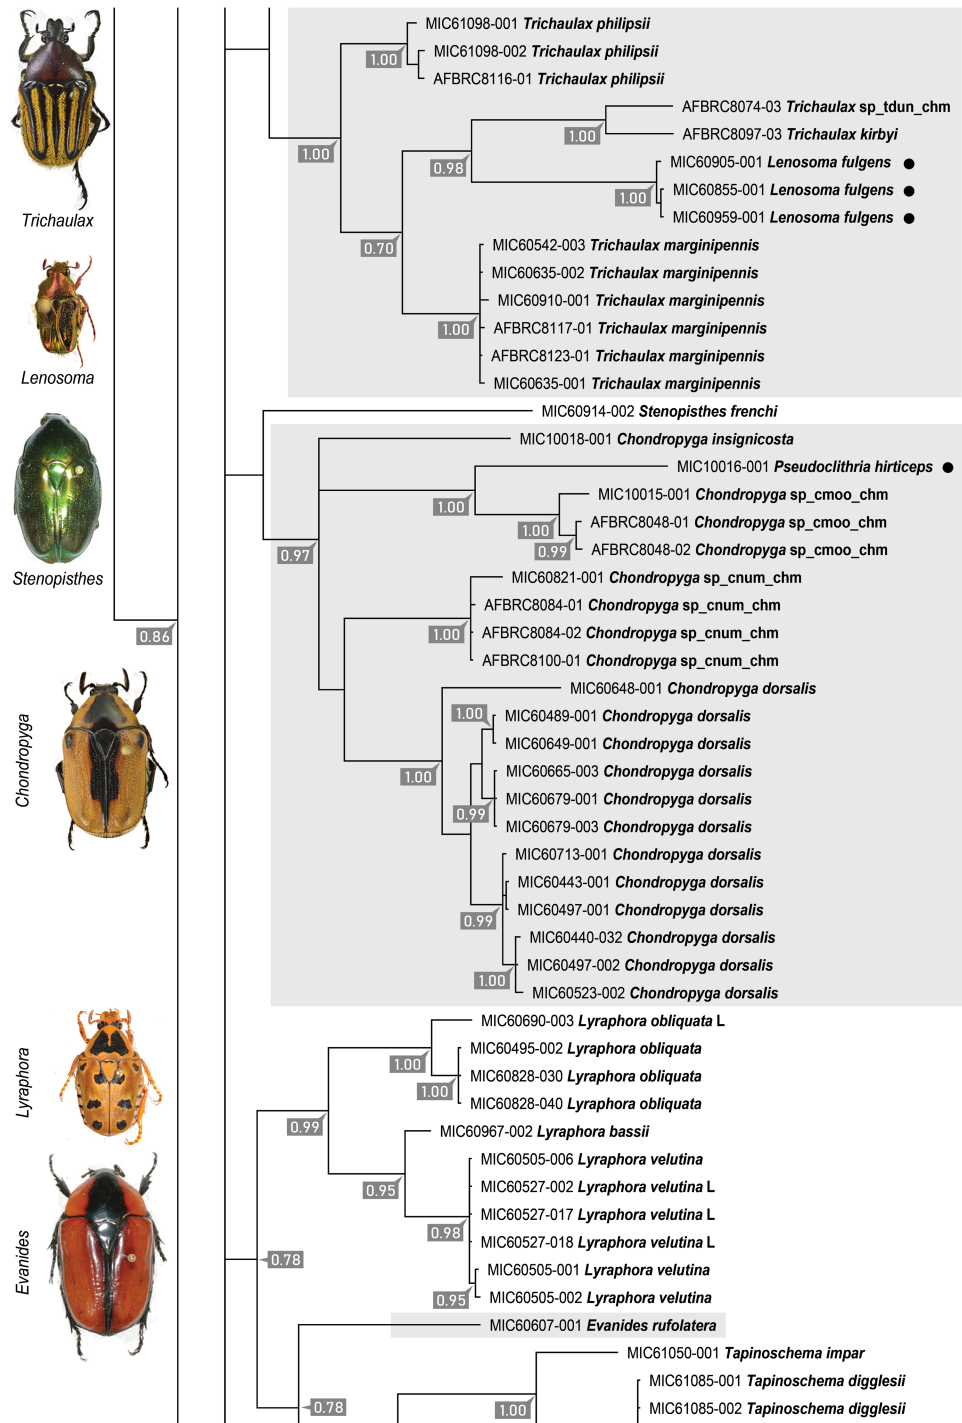 MIC61098-001 Trichaulax philipsii
MIC61098-002 Trichaulax philipsii
1.00
AFBRC8116-01 Trichaulax philipsii
AFBRC8074-03 Trichaulax sp_tdun_chm
1.00
AFBRC8097-03 Trichaulax kirbyi
1.00
0.98
MIC60905-001 Lenosoma fulgens ●
MIC60855-001 Lenosoma fulgens ●
1.00
MIC60959-001 Lenosoma fulgens ●
Trichaulax
0.70
MIC60542-003 Trichaulax marginipennis
MIC60635-002 Trichaulax marginipennis
MIC60910-001 Trichaulax marginipennis
1.00
AFBRC8117-01 Trichaulax marginipennis
AFBRC8123-01 Trichaulax marginipennis
Lenosoma
MIC60635-001 Trichaulax marginipennis
MIC60914-002 Stenopisthes frenchi
MIC10018-001 Chondropyga insignicosta
MIC10016-001 Pseudoclithria hirticeps ●
MIC10015-001 Chondropyga sp_cmoo_chm
1.00
AFBRC8048-01 Chondropyga sp_cmoo_chm
1.00
AFBRC8048-02 Chondropyga sp_cmoo_chm
0.99
0.97
Stenopisthes
MIC60821-001 Chondropyga sp_cnum_chm
AFBRC8084-01 Chondropyga sp_cnum_chm
AFBRC8084-02 Chondropyga sp_cnum_chm
1.00
0.86
AFBRC8100-01 Chondropyga sp_cnum_chm
MIC60648-001 Chondropyga dorsalis
1.00
MIC60489-001 Chondropyga dorsalis
MIC60649-001 Chondropyga dorsalis
Chondropyga
MIC60665-003 Chondropyga dorsalis
1.00
MIC60679-001 Chondropyga dorsalis
0.99
MIC60679-003 Chondropyga dorsalis
MIC60713-001 Chondropyga dorsalis
MIC60443-001 Chondropyga dorsalis
MIC60497-001 Chondropyga dorsalis
0.99
MIC60440-032 Chondropyga dorsalis
MIC60497-002 Chondropyga dorsalis
1.00
MIC60523-002 Chondropyga dorsalis
MIC60690-003 Lyraphora obliquata L
MIC60495-002 Lyraphora obliquata
1.00
MIC60828-030 Lyraphora obliquata
1.00
MIC60828-040 Lyraphora obliquata
Lyraphora
0.99
MIC60967-002 Lyraphora bassii
MIC60505-006 Lyraphora velutina
0.95
MIC60527-002 Lyraphora velutina L
MIC60527-017 Lyraphora velutina L
0.98
MIC60527-018 Lyraphora velutina L
Evanides
0.78
MIC60505-001 Lyraphora velutina
0.95
MIC60505-002 Lyraphora velutina
MIC60607-001 Evanides rufolatera
MIC61050-001 Tapinoschema impar
MIC61085-001 Tapinoschema digglesii
0.78
1.00
MIC61085-002 Tapinoschema digglesii